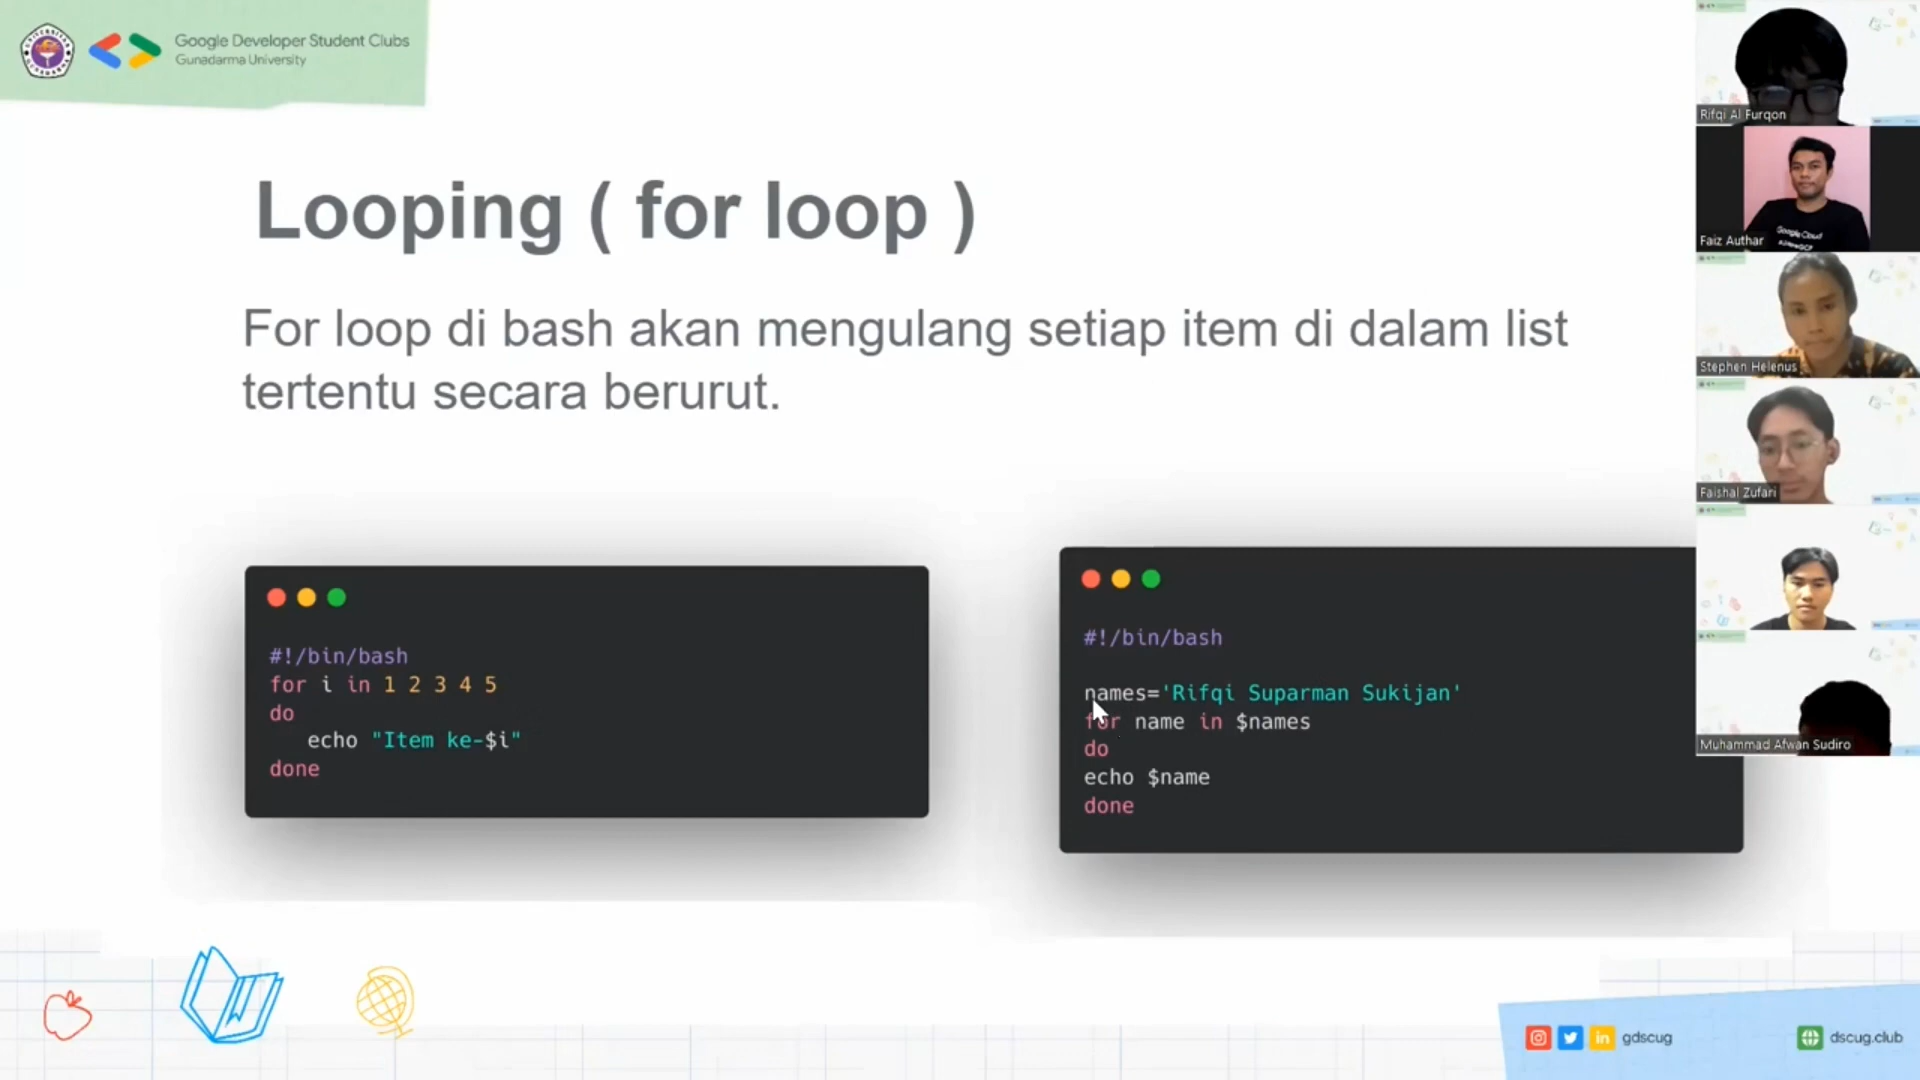 Google Developer Student Clubs
Gunadarma University
Looping ( for loop )
For loop di bash akan mengulang setiap item di dalam list
tertentu secara berurut.
#!/bin/bash
for i in 1 2 3 4 5
do
echo "Item ke-$i"
done
#!/bin/bash
names='Rifqi Suparman Sukijan'
for name in $names
do
echo $name
done
Rifqi Al Furqon
Google Cloud
Faiz Authar
Stephen Helenus
Faishal Zufari
Muhammad Afwan Sudiro
gdscug
dscug.club